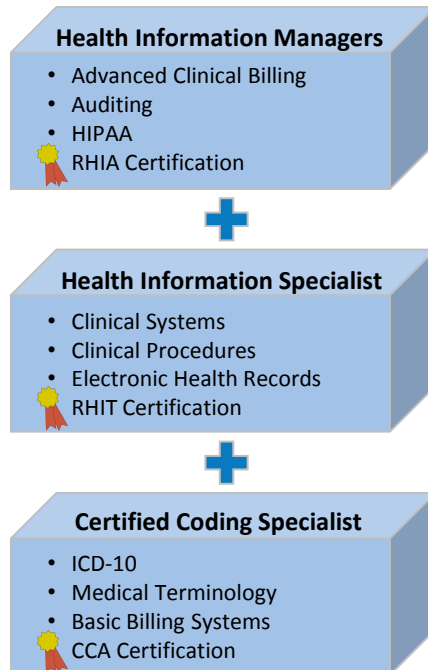 Health Information Managers
• Advanced Clinical Billing
• Auditing
• HIPAA
• RHIA Certification
Health Information Specialist
• Clinical Systems
• Clinical Procedures
• Electronic Health Records
• RHIT Certification
Certified Coding Specialist
• ICD-10
• Medical Terminology
• Basic Billing Systems
• CCA Certification